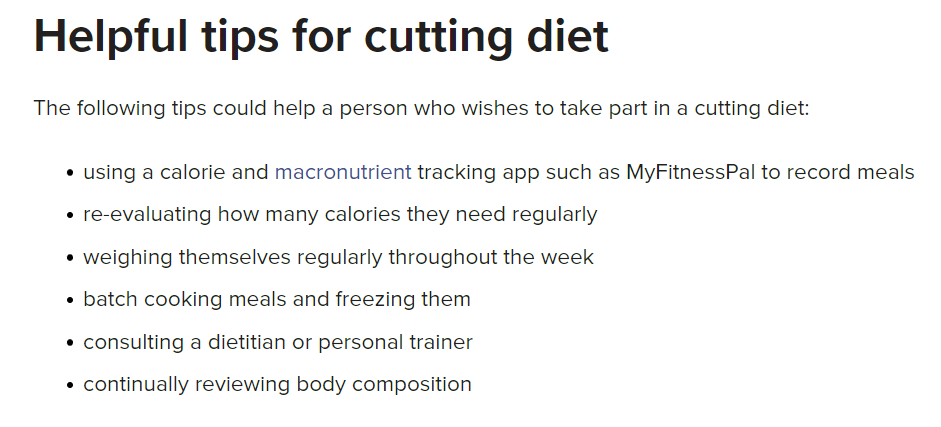 Helpful tips for cutting diet
The following tips could help a person who wishes to take part in a cutting diet:
• using a calorie and macronutrient tracking app such as MyFitnessPal to record meals
• re-evaluating how many calories they need regularly
• weighing themselves regularly throughout the week
• batch cooking meals and freezing them
• consulting a dietitian or personal trainer
• continually reviewing body composition